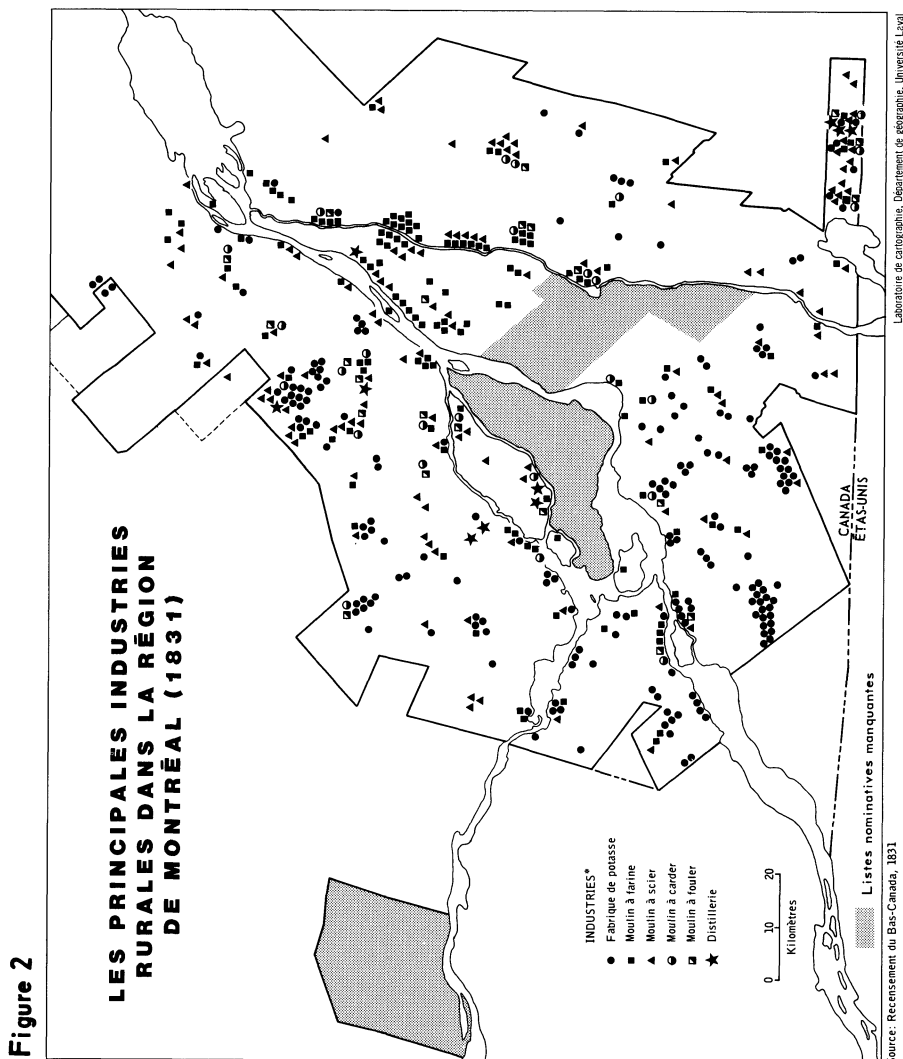 Figure 2
LES PRINCIPALES INDUSTRIES
RURALES DANS LA RÉGION
DE MONTRÉAL (1831)
INDUSTRIES*
Fabrique de potasse
Moulin à farine
Moulin à scier
Moulin à carder
Moulin à fouler
Distillerie
0 10 20
Kilomètres
Listes nominatives manquantes
CANADA
ÉTAS-UNIS
Source: Recensement du Bas-Canada, 1831
Laboratoire de cartographie, Département de géographie, Université Laval